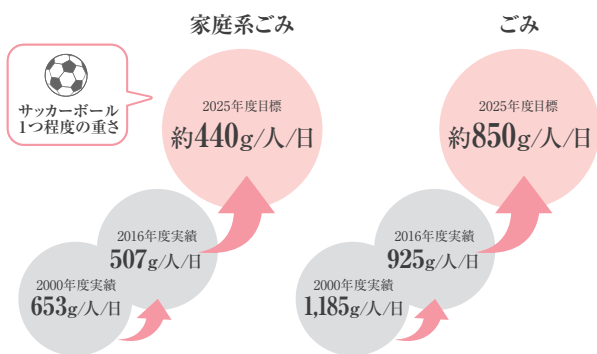 家庭系ごみ
サッカーボール
1つ程度の重さ
2025年度目標
約440g/人/日
2016年度実績
507g/人/日
2000年度実績
653g/人/日
ごみ
2025年度目標
約850g/人/日
2016年度実績
925g/人/日
2000年度実績
1,185g/人/日